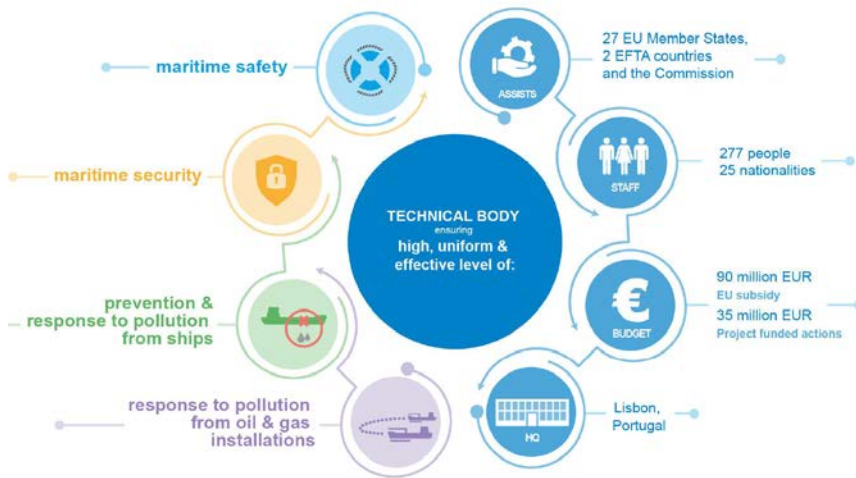 maritime safety
maritime security
prevention &
response to pollution
from ships
response to pollution
from oil & gas
installations
TECHNICAL BODY
ensuring
high, uniform &
effective level of:
ASSISTS
27 EU Member States,
2 EFTA countries
and the Commission
STAFF
277 people
25 nationalities
€
BUDGET
90 million EUR
EU subsidy
35 million EUR
Project funded actions
HQ
Lisbon,
Portugal